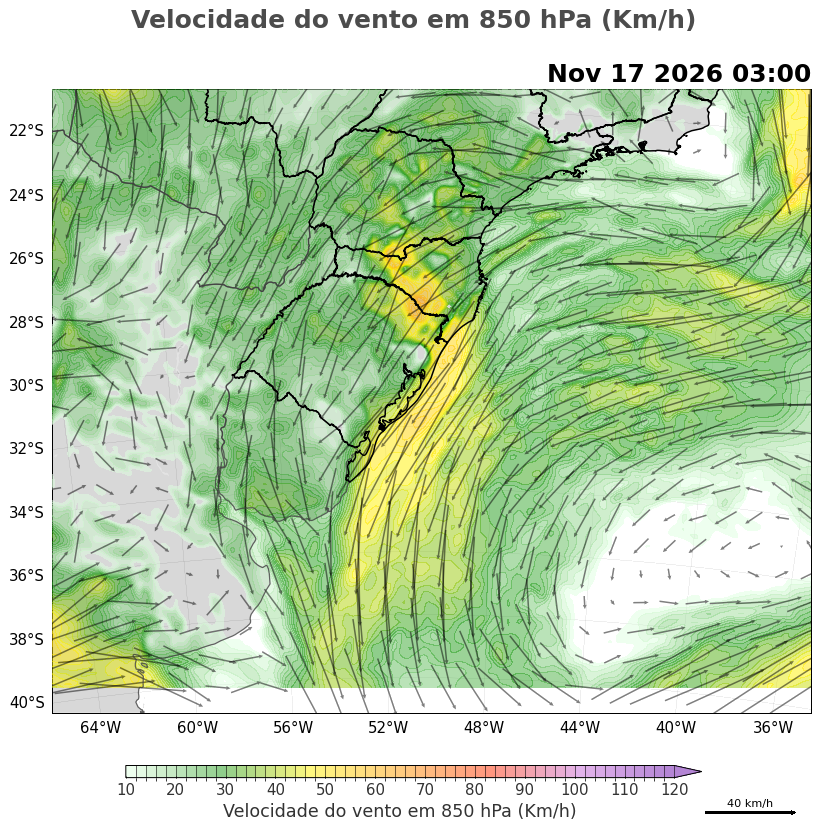 Velocidade do vento em 850 hPa (Km/h)
Nov 17 2026 03:00
22°S
24°S
26°S
28°S
30°S
32°S
34°S
36°S
38°S
40°S
64°W 60°W 56°W 52°W 48°W 44°W 40°W 36°W
10 20 30 40 50 60 70 80 90 100 110 120
Velocidade do vento em 850 hPa (Km/h)
40 km/h